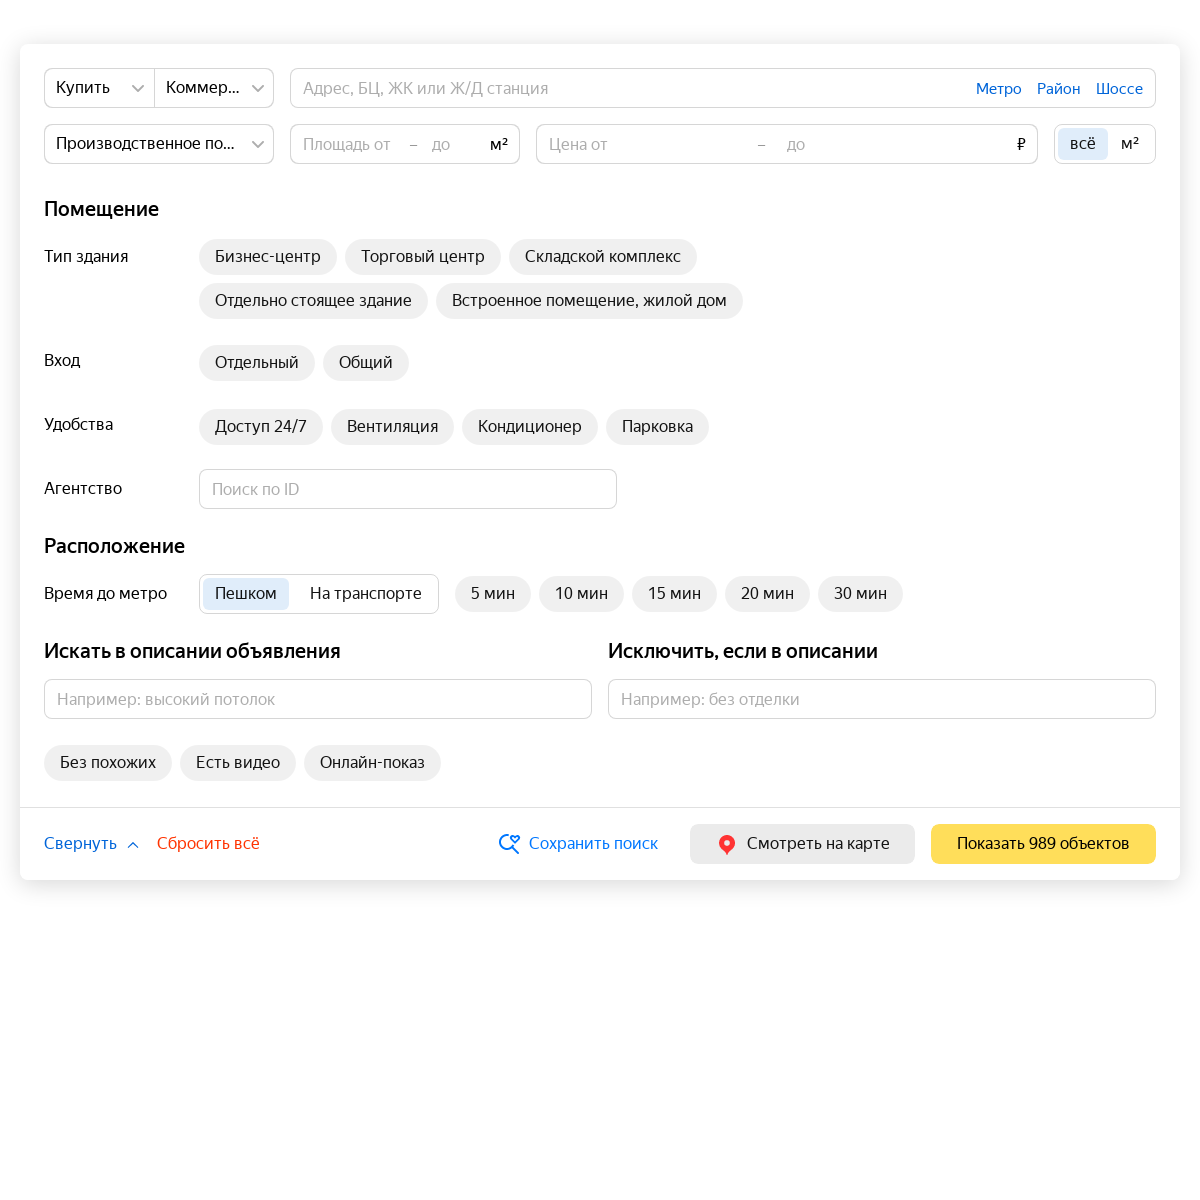 Купить Коммер... Адрес, БЦ, ЖК или Ж/Д станция Метро Район Шоссе
Производственное по... Площадь от – до м² Цена от – до ₽ всё м²
Помещение
Тип здания Бизнес-центр Торговый центр Складской комплекс
Отдельно стоящее здание Встроенное помещение, жилой дом
Вход Отдельный Общий
Удобства Доступ 24/7 Вентиляция Кондиционер Парковка
Агентство Поиск по ID
Расположение
Время до метро Пешком На транспорте 5 мин 10 мин 15 мин 20 мин 30 мин
Искать в описании объявления Исключить, если в описании
Например: высокий потолок Например: без отделки
Без похожих Есть видео Онлайн-показ
Свернуть Сбросить всё Сохранить поиск Смотреть на карте Показать 989 объектов